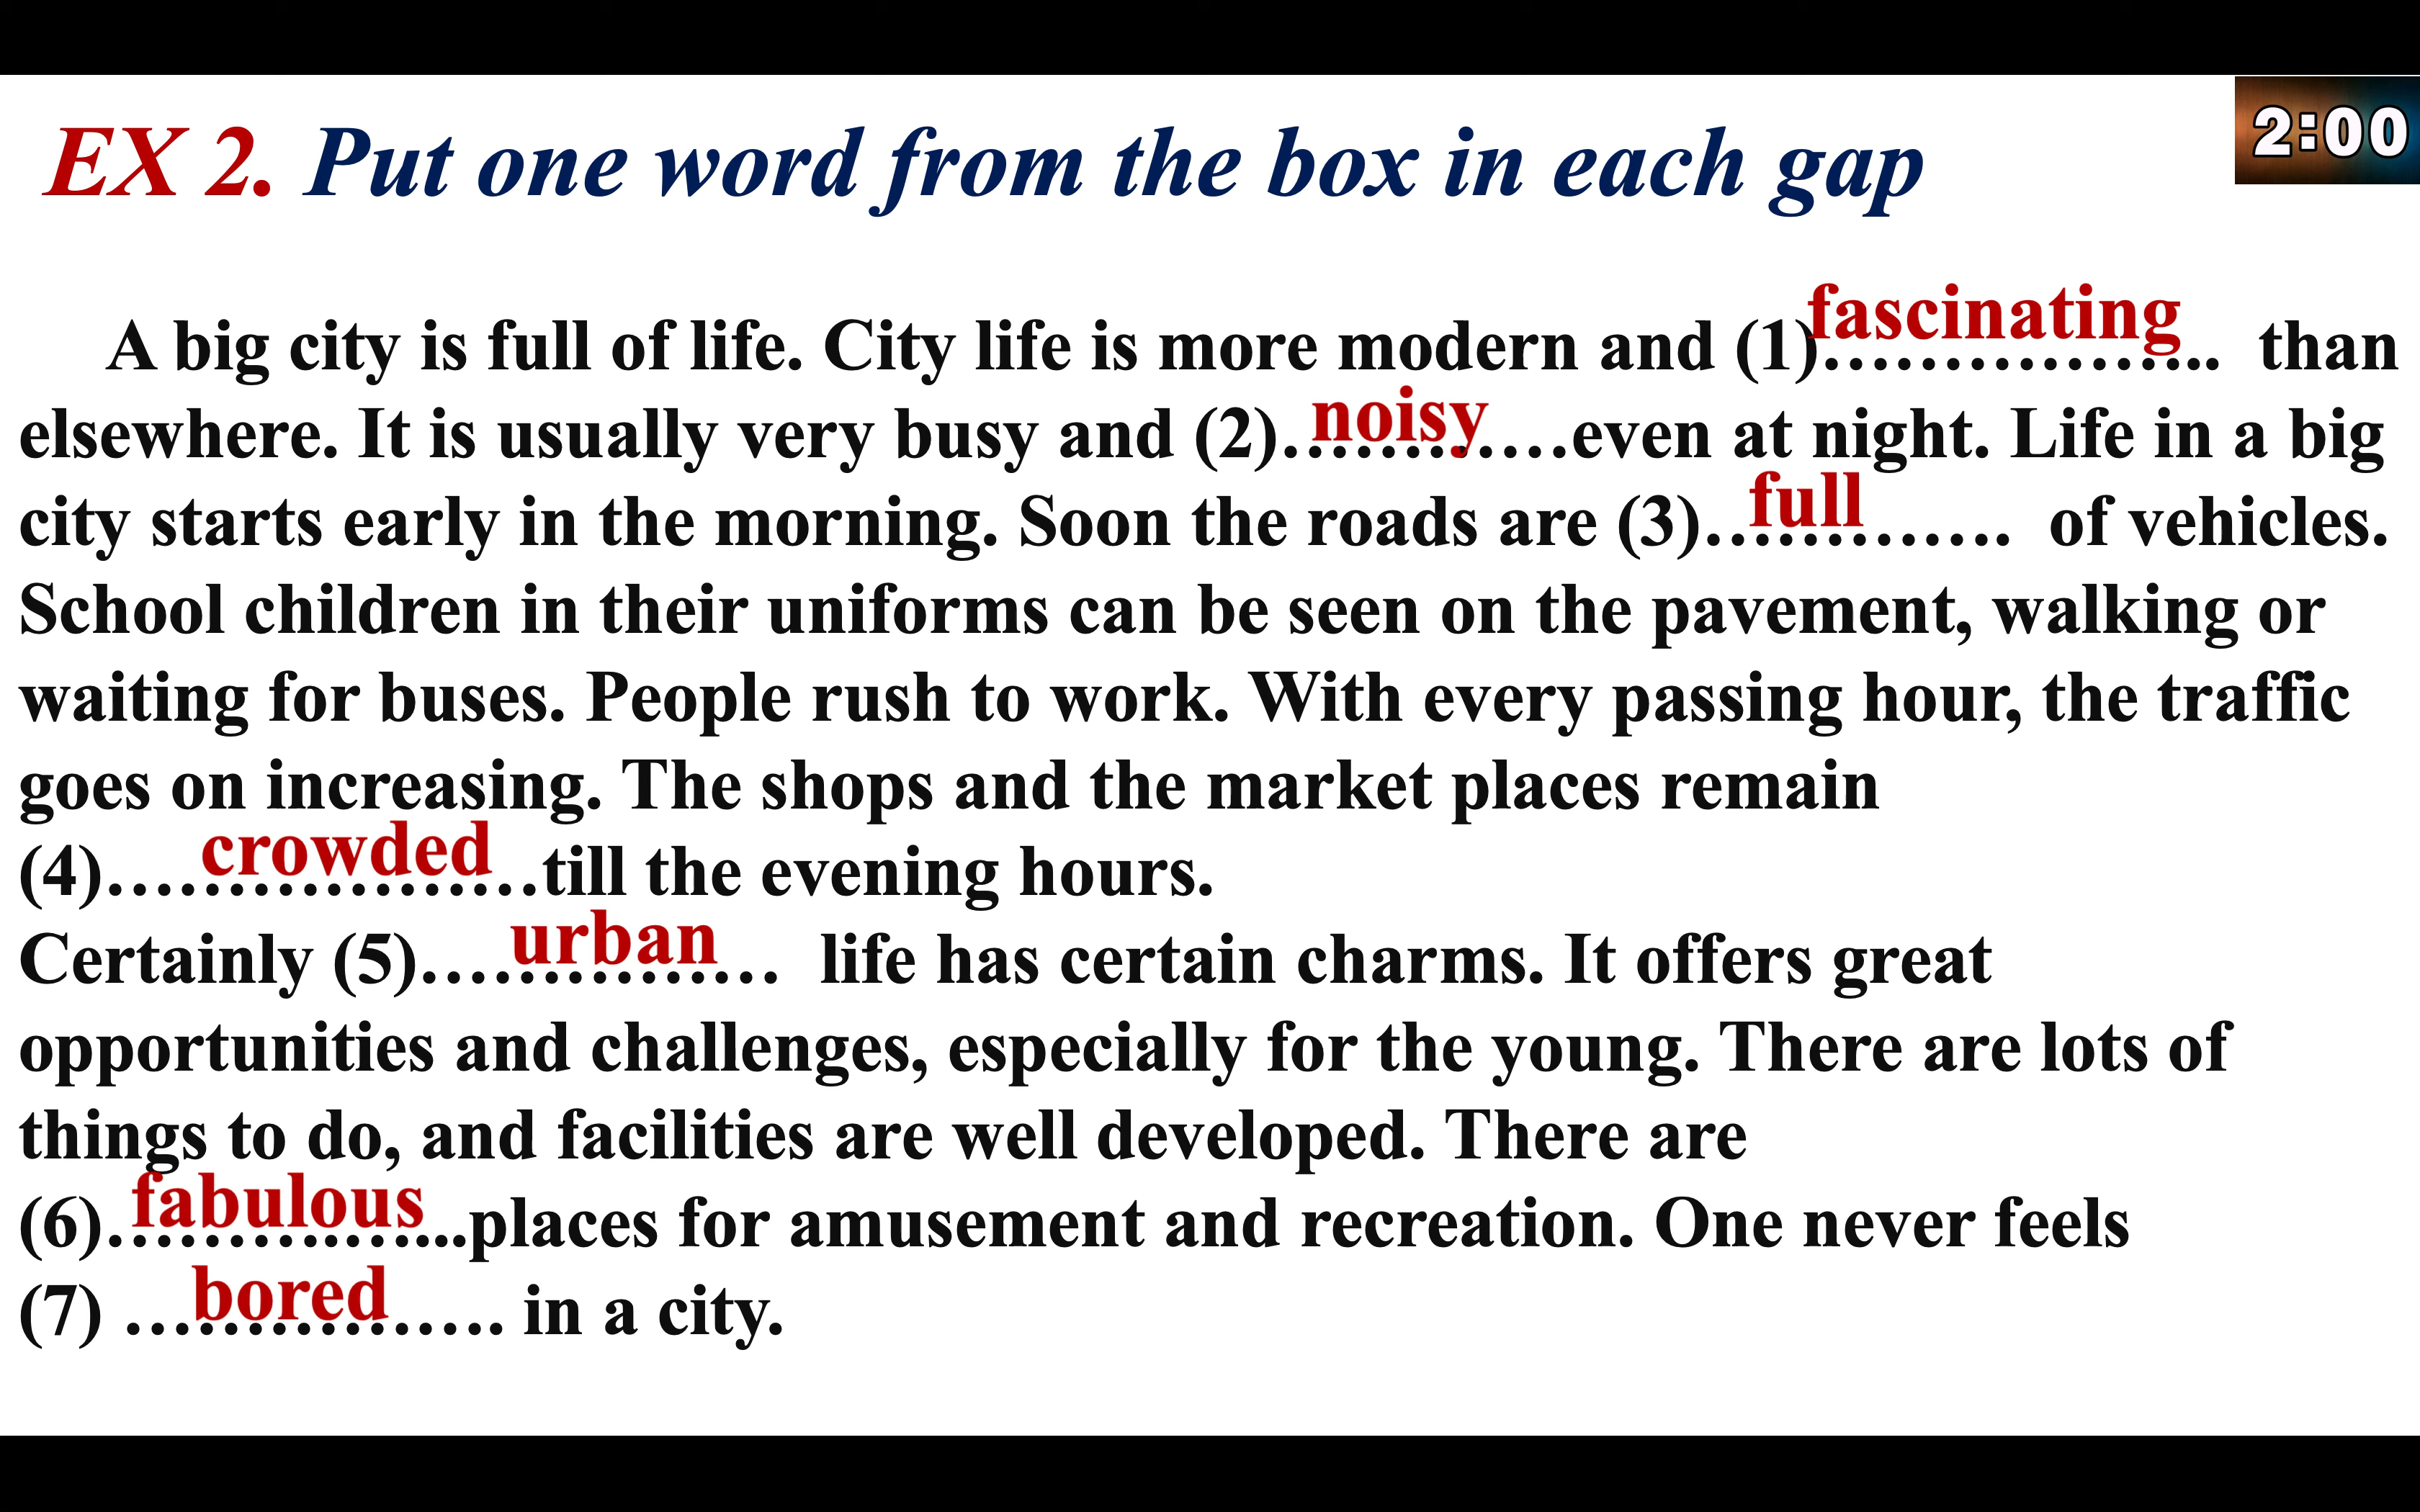 2:00
EX 2. Put one word from the box in each gap
A big city is full of life. City life is more modern and (1)fascinating…………….. than
elsewhere. It is usually very busy and (2).noisy………..even at night. Life in a big
city starts early in the morning. Soon the roads are (3)..full………. of vehicles.
School children in their uniforms can be seen on the pavement, walking or
waiting for buses. People rush to work. With every passing hour, the traffic
goes on increasing. The shops and the market places remain
(4)……crowded…………till the evening hours.
Certainly (5)……urban……… life has certain charms. It offers great
opportunities and challenges, especially for the young. There are lots of
things to do, and facilities are well developed. There are
(6).fabulous…………...places for amusement and recreation. One never feels
(7) …bored…………. in a city.